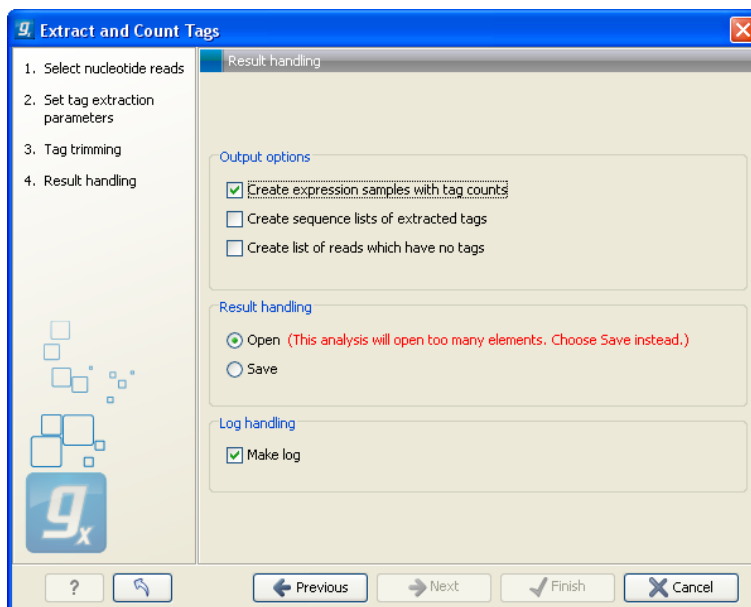 Extract and Count Tags
1. Select nucleotide reads
2. Set tag extraction
parameters
3. Tag trimming
4. Result handling
Result handling
Output options
Create expression samples with tag counts
Create sequence lists of extracted tags
Create list of reads which have no tags
Result handling
Open (This analysis will open too many elements. Choose Save instead.)
Save
Log handling
Make log
gx
? Previous Next Finish Cancel